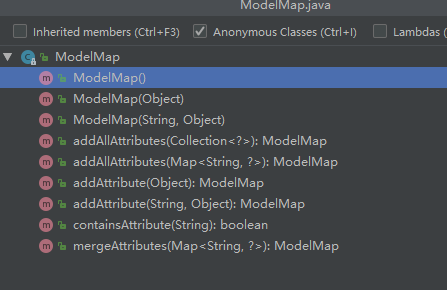 ModelMap.java
Inherited members (Ctrl+F3) Anonymous Classes (Ctrl+I) Lambdas (
ModelMap
ModelMap()
ModelMap(Object)
ModelMap(String, Object)
addAllAttributes(Collection<?>): ModelMap
addAllAttributes(Map<String, ?>): ModelMap
addAttribute(Object): ModelMap
addAttribute(String, Object): ModelMap
containsAttribute(String): boolean
mergeAttributes(Map<String, ?>): ModelMap